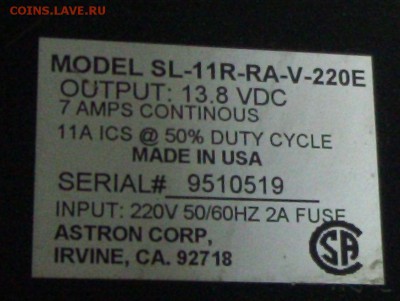 COINS.LAVE.RU
MODEL SL-11R-RA-V-220E
OUTPUT: 13.8 VDC
7 AMPS CONTINOUS
11A ICS @ 50% DUTY CYCLE
MADE IN USA
SERIAL# 9510519
INPUT: 220V 50/60HZ 2A FUSE
ASTRON CORP,
IRVINE, CA. 92718
CSA